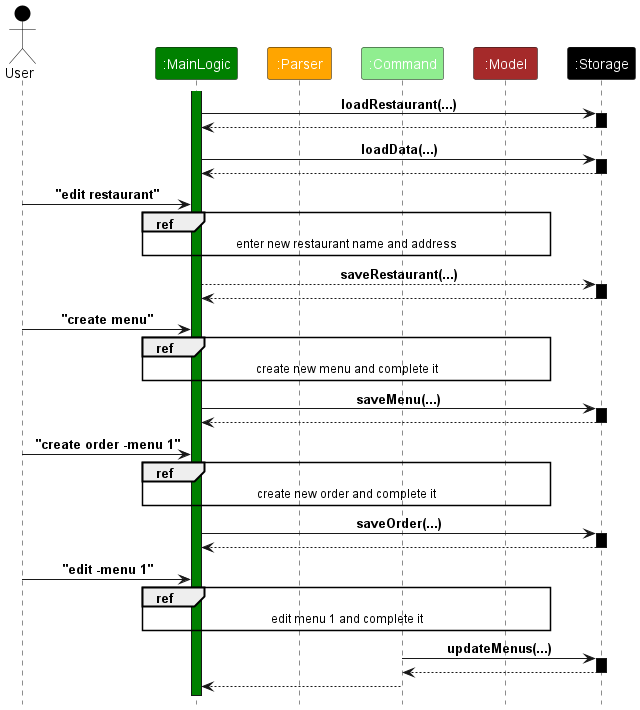 User
:MainLogic
:Parser
:Command
:Model
:Storage
loadRestaurant(...)
loadData(...)
"edit restaurant"
ref
enter new restaurant name and address
saveRestaurant(...)
"create menu"
ref
create new menu and complete it
saveMenu(...)
"create order -menu 1"
ref
create new order and complete it
saveOrder(...)
"edit -menu 1"
ref
edit menu 1 and complete it
updateMenus(...)